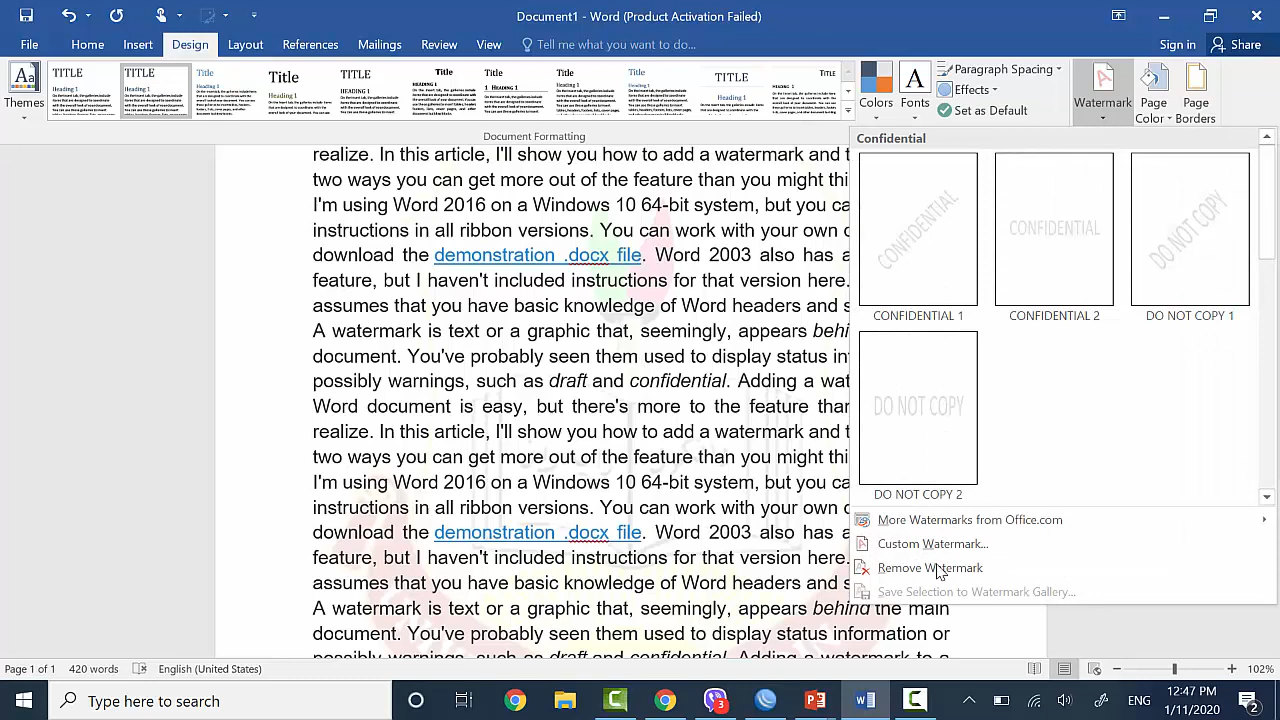 Document1 - Word (Product Activation Failed)
File Home Insert Design Layout References Mailings Review View Tell me what you want to do... Sign in Share
Themes
TITLE Heading 1
TITLE Heading 1
Title Heading 1
Title Heading 1
TITLE HEADING 1
Title HEADING 1
TITLE 1 Heading 1
TITLE HEADING 1
TITLE Heading 1
TITLE Heading 1
TITLE HEADING 1
Colors
Fonts
Paragraph Spacing
Effects
Set as Default
Watermark
Page Color
Page Borders
Document Formatting
realize. In this article, I'll show you how to add a watermark and t
two ways you can get more out of the feature than you might thi
I'm using Word 2016 on a Windows 10 64-bit system, but you ca
instructions in all ribbon versions. You can work with your own
download the demonstration .docx file. Word 2003 also has a
feature, but I haven't included instructions for that version here.
assumes that you have basic knowledge of Word headers and s
A watermark is text or a graphic that, seemingly, appears behi
document. You've probably seen them used to display status in
possibly warnings, such as draft and confidential. Adding a wat
Word document is easy, but there's more to the feature than
realize. In this article, I'll show you how to add a watermark and t
two ways you can get more out of the feature than you might thi
I'm using Word 2016 on a Windows 10 64-bit system, but you ca
instructions in all ribbon versions. You can work with your own
download the demonstration .docx file. Word 2003 also has a
feature, but I haven't included instructions for that version here.
assumes that you have basic knowledge of Word headers and s
A watermark is text or a graphic that, seemingly, appears behind the main
document. You've probably seen them used to display status information or
possibly warnings, such as draft and confidential. Adding a watermark to a
Confidential
CONFIDENTIAL
CONFIDENTIAL
DO NOT COPY
CONFIDENTIAL 1
CONFIDENTIAL 2
DO NOT COPY 1
DO NOT COPY
DO NOT COPY 2
More Watermarks from Office.com
Custom Watermark...
Remove Watermark
Save Selection to Watermark Gallery...
Page 1 of 1 420 words English (United States) 102%
Type here to search
3
ENG
12:47 PM
1/11/2020
2